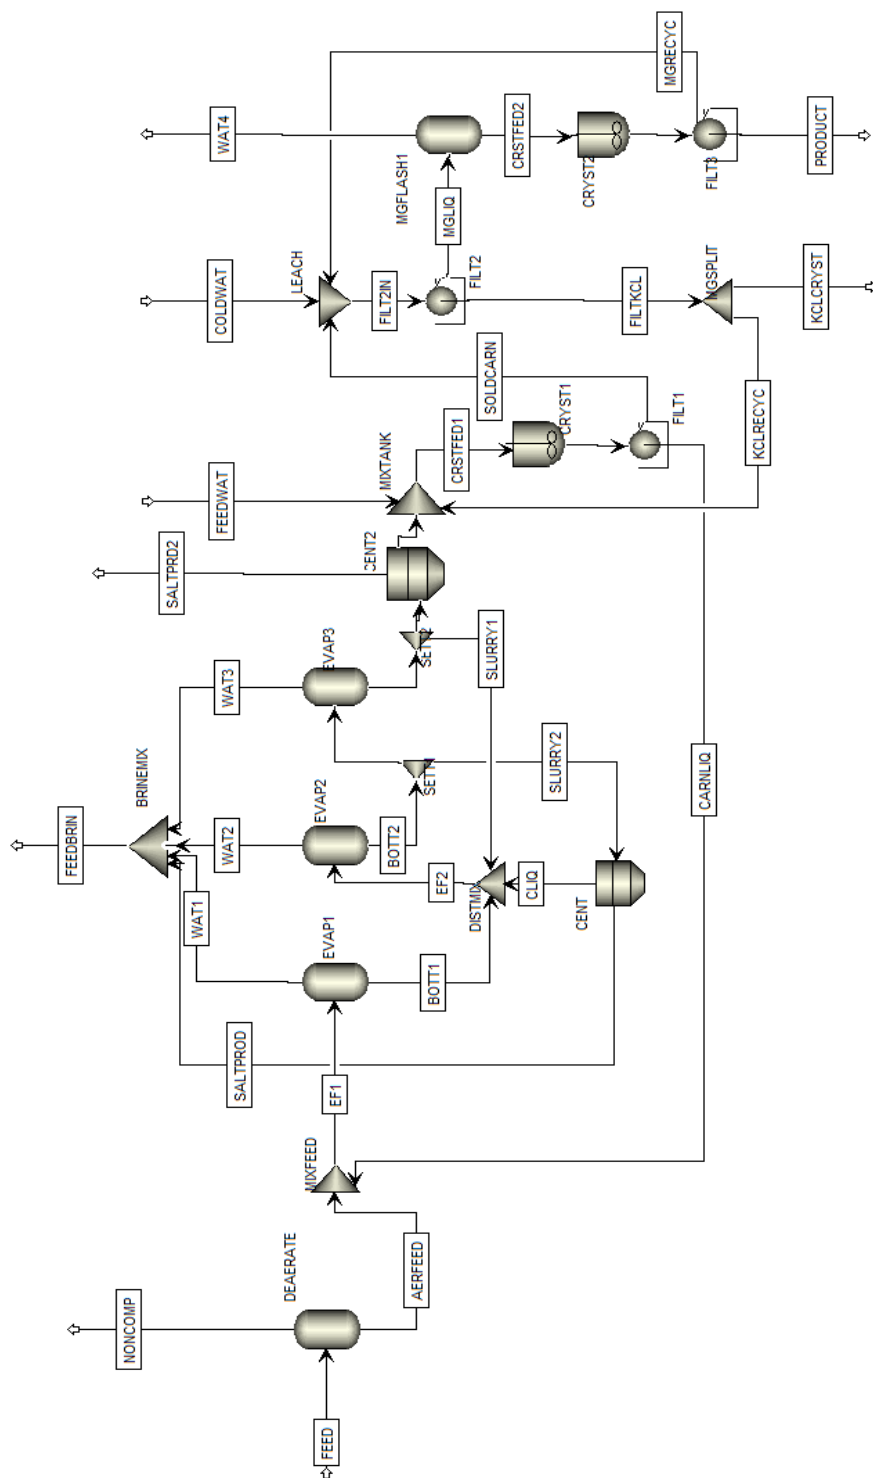 FEED
NONCOMP
DEAERATE
AERFEED
MIXFEED
EF1
SALTPROD
EVAP1
BOTT1
WAT1
FEEDBRIN
BRINEMIX
WAT2
EVAP2
BOTT2
EF2
CLIQ
CENT
SLURRY2
WAT3
EVAP3
SLURRY1
SALTPRD2
CENT2
FEEDWAT
MIXTANK
CRSTFED1
CRYST1
FILT1
CARNLIQ
SOLDCARN
KCLRECYC
COLDWAT
LEACH
FILT2IN
FILT2
FILTKCL
MGSPLIT
KCLCRYST
WAT4
MGFLASH1
MGLIQ
CRSTFED2
CRYST2
FILT3
MGRECYC
PRODUCT